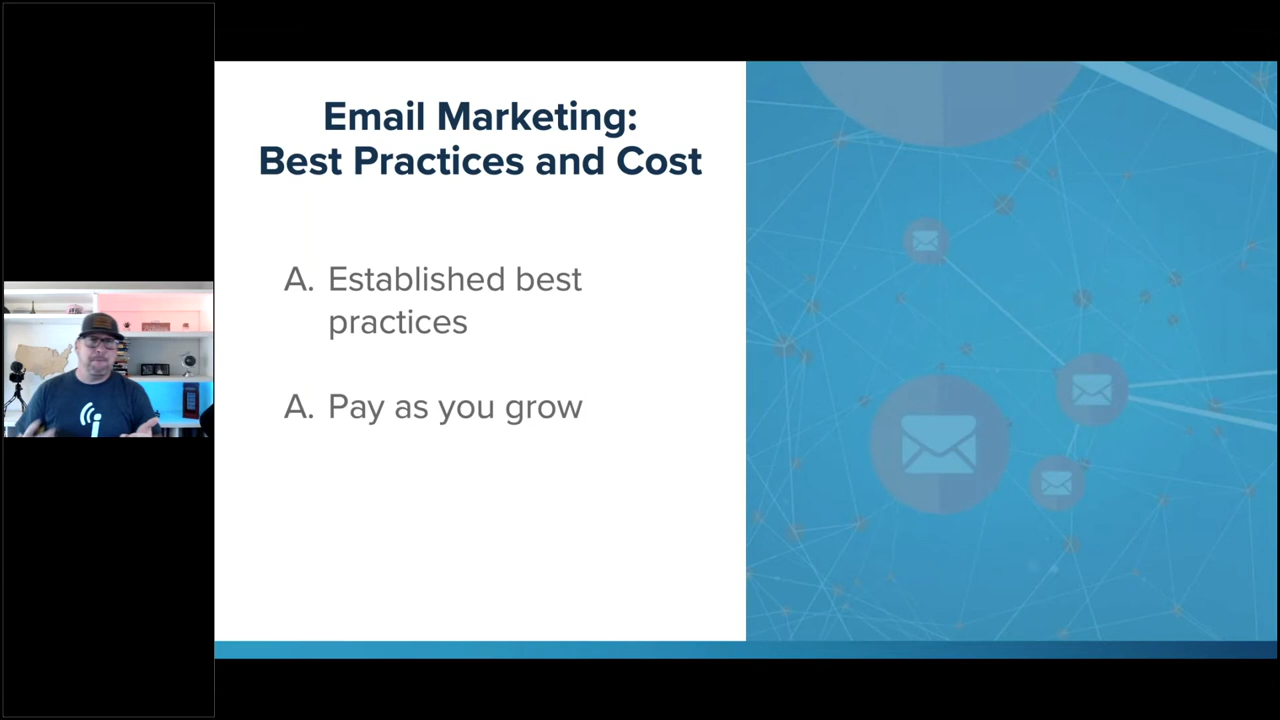 Email Marketing:
Best Practices and Cost
A. Established best
practices
A. Pay as you grow